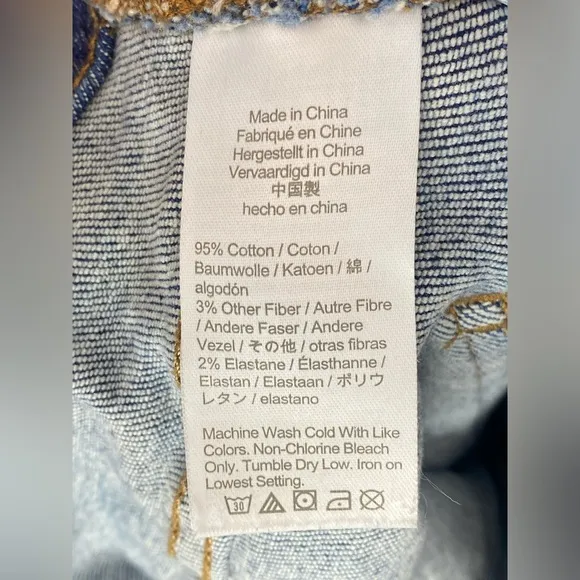 Made in China
Fabriqué en Chine
Hergestellt in China
Vervaardigd in China
中国製
hecho en china
95% Cotton / Coton /
Baumwolle / Katoen / 綿 /
algodón
3% Other Fiber / Autre Fibre
/ Andere Faser / Andere
Vezel / その他 / otras fibras
2% Elastane / Élasthanne /
Elastan / Elastaan / ポリウ
レタン / elastano
Machine Wash Cold With Like
Colors. Non-Chlorine Bleach
Only. Tumble Dry Low. Iron on
Lowest Setting.
30